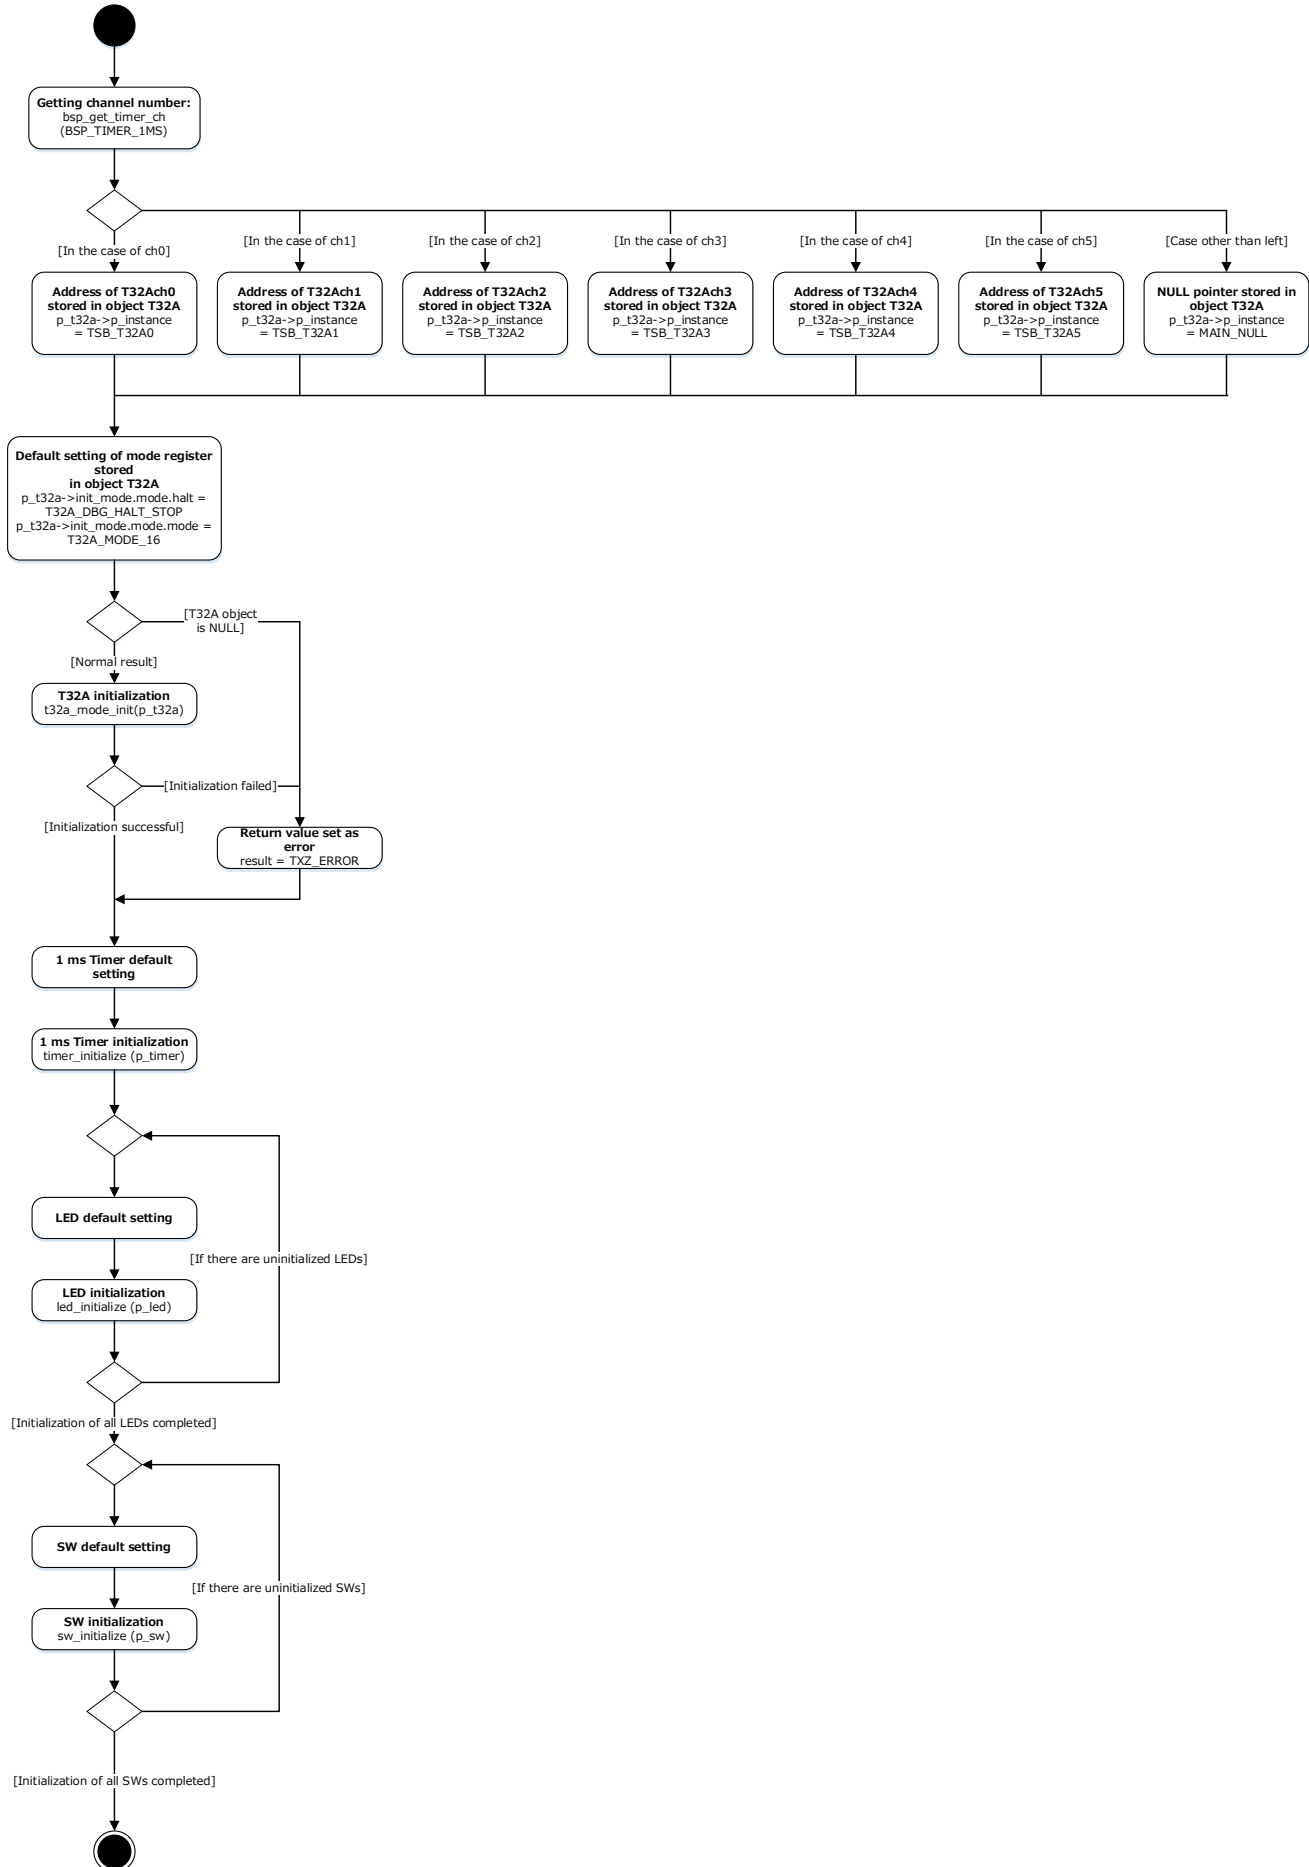 Getting channel number:
bsp_get_timer_ch
(BSP_TIMER_1MS)
[In the case of ch0]
[In the case of ch1]
[In the case of ch2]
[In the case of ch3]
[In the case of ch4]
[In the case of ch5]
[Case other than left]
Address of T32Ach0
stored in object T32A
p_t32a->p_instance
= TSB_T32A0
Address of T32Ach1
stored in object T32A
p_t32a->p_instance
= TSB_T32A1
Address of T32Ach2
stored in object T32A
p_t32a->p_instance
= TSB_T32A2
Address of T32Ach3
stored in object T32A
p_t32a->p_instance
= TSB_T32A3
Address of T32Ach4
stored in object T32A
p_t32a->p_instance
= TSB_T32A4
Address of T32Ach5
stored in object T32A
p_t32a->p_instance
= TSB_T32A5
NULL pointer stored in
object T32A
p_t32a->p_instance
= MAIN_NULL
Default setting of mode register
stored
in object T32A
p_t32a->init_mode.mode.halt =
T32A_DBG_HALT_STOP
p_t32a->init_mode.mode.mode =
T32A_MODE_16
[T32A object
is NULL]
[Normal result]
T32A initialization
t32a_mode_init(p_t32a)
[Initialization failed]
[Initialization successful]
Return value set as
error
result = TXZ_ERROR
1 ms Timer default
setting
1 ms Timer initialization
timer_initialize (p_timer)
LED default setting
[If there are uninitialized LEDs]
LED initialization
led_initialize (p_led)
[Initialization of all LEDs completed]
SW default setting
[If there are uninitialized SWs]
SW initialization
sw_initialize (p_sw)
[Initialization of all SWs completed]